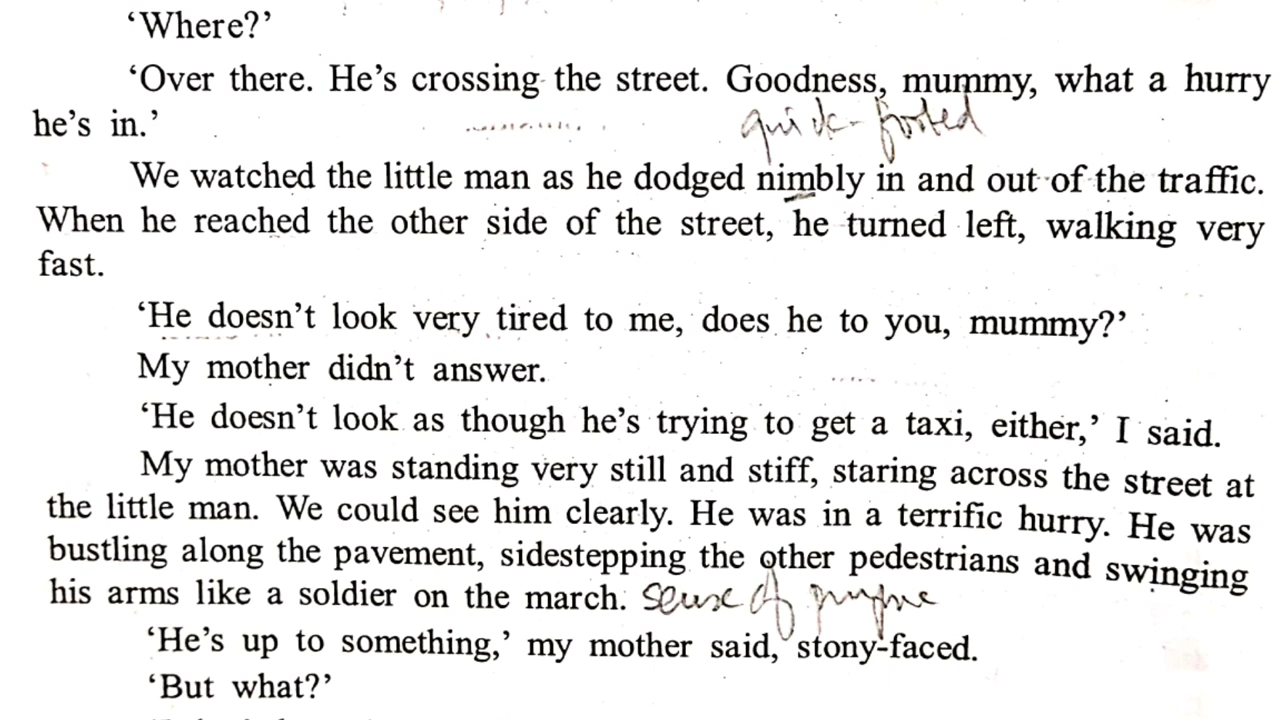 ‘Where?’
‘Over there. He’s crossing the street. Goodness, mummy, what a hurry
he’s in.’
quick-footed
We watched the little man as he dodged nimbly in and out of the traffic.
When he reached the other side of the street, he turned left, walking very
fast.
‘He doesn’t look very tired to me, does he to you, mummy?’
My mother didn’t answer.
‘He doesn’t look as though he’s trying to get a taxi, either,’ I said.
My mother was standing very still and stiff, staring across the street at
the little man. We could see him clearly. He was in a terrific hurry. He was
bustling along the pavement, sidestepping the other pedestrians and swinging
his arms like a soldier on the march. sense of purpose
‘He’s up to something,’ my mother said, stony-faced.
‘But what?’